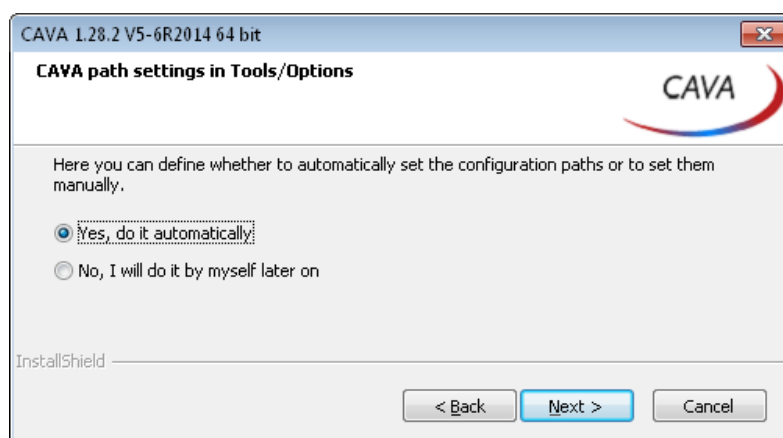 CAVA 1.28.2 V5-6R2014 64 bit
CAVA path settings in Tools/Options
CAVA
Here you can define whether to automatically set the configuration paths or to set them
manually.
Yes, do it automatically
No, I will do it by myself later on
InstallShield
< Back
Next >
Cancel